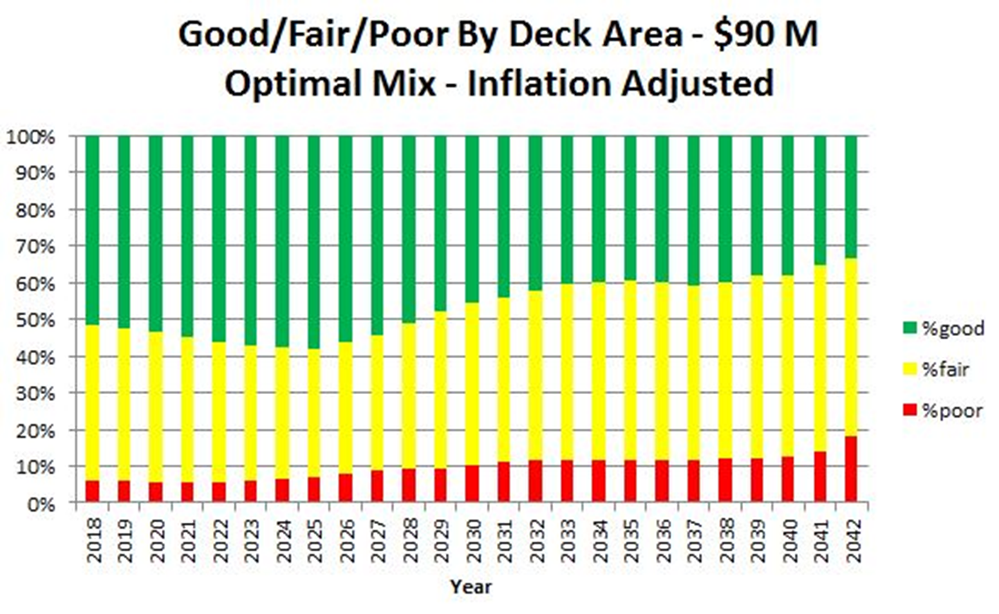 Good/Fair/Poor By Deck Area - $90 M
Optimal Mix - Inflation Adjusted
100%
90%
80%
70%
60%
50%
40%
30%
20%
10%
0%
%good
%fair
%poor
2018 2019 2020 2021 2022 2023 2024 2025 2026 2027 2028 2029 2030 2031 2032 2033 2034 2035 2036 2037 2038 2039 2040 2041 2042
Year